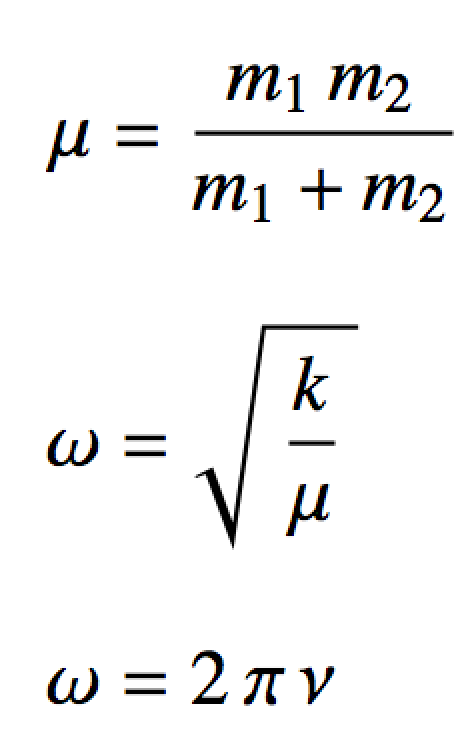 μ = m₁ m₂ / (m₁ + m₂)
ω = √(k / μ)
ω = 2 π ν